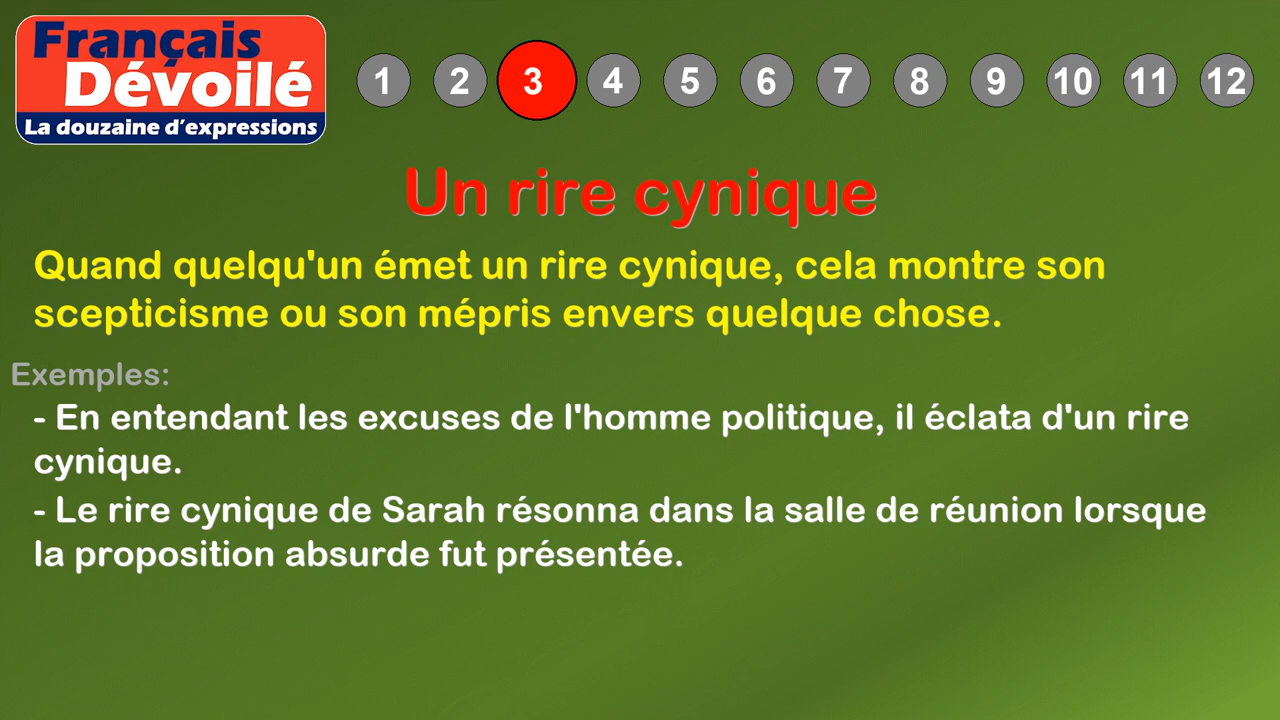 Français
Dévoilé
La douzaine d'expressions
1 2 3 4 5 6 7 8 9 10 11 12
Un rire cynique
Quand quelqu'un émet un rire cynique, cela montre son
scepticisme ou son mépris envers quelque chose.
Exemples:
- En entendant les excuses de l'homme politique, il éclata d'un rire
cynique.
- Le rire cynique de Sarah résonna dans la salle de réunion lorsque
la proposition absurde fut présentée.